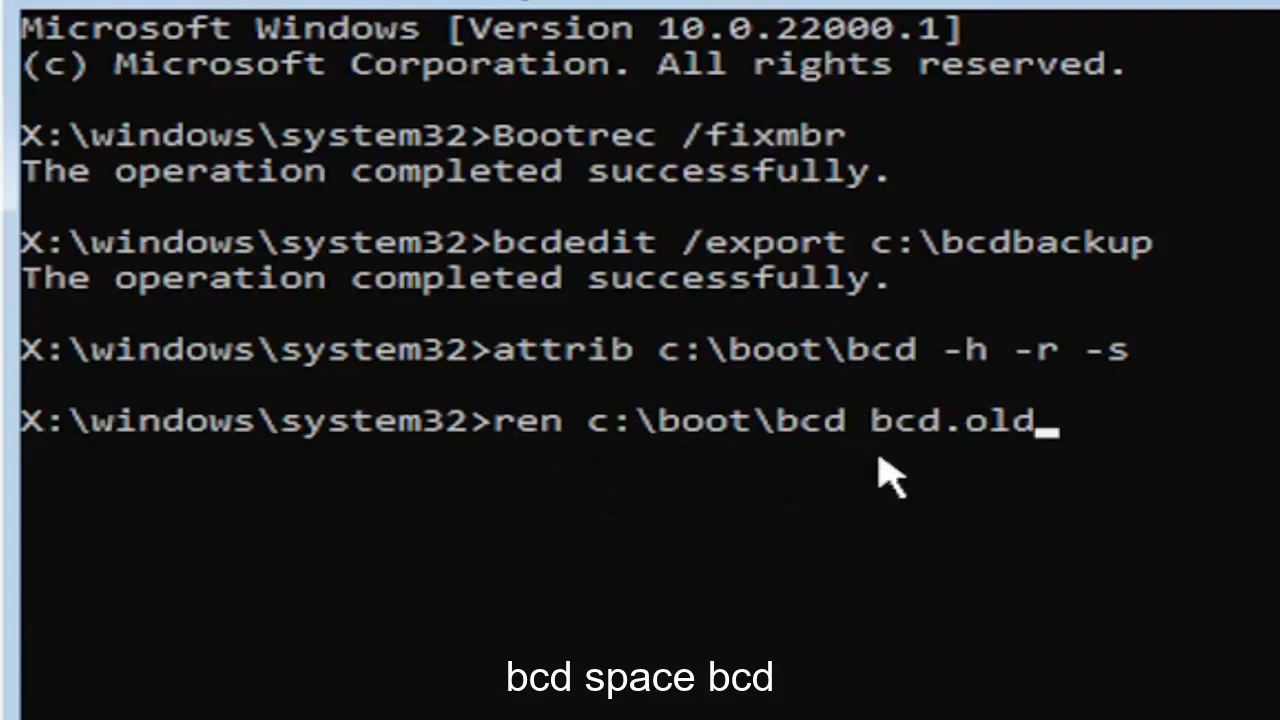 Microsoft Windows [Version 10.0.22000.1]
(c) Microsoft Corporation. All rights reserved.
X:\windows\system32>Bootrec /fixmbr
The operation completed successfully.
X:\windows\system32>bcdedit /export c:\bcdbackup
The operation completed successfully.
X:\windows\system32>attrib c:\boot\bcd -h -r -s
X:\windows\system32>ren c:\boot\bcd bcd.old
bcd space bcd